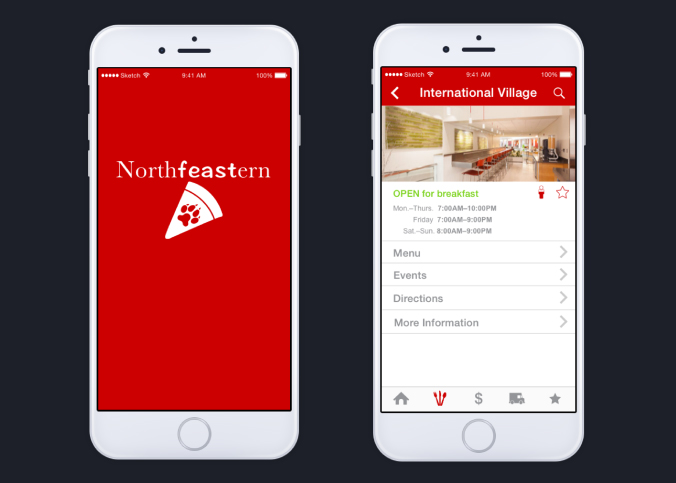 ●●●●● Sketch 9:41 AM 100%
Northfeastern
●●●●● Sketch 9:41 AM 100%
International Village
OPEN for breakfast
Mon.–Thurs. 7:00AM–10:00PM
Friday 7:00AM–9:00PM
Sat.–Sun. 8:00AM–9:00PM
Menu
Events
Directions
More Information
$